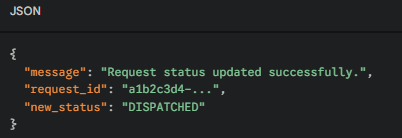 JSON
{
"message": "Request status updated successfully.",
"request_id": "a1b2c3d4-...",
"new_status": "DISPATCHED"
}